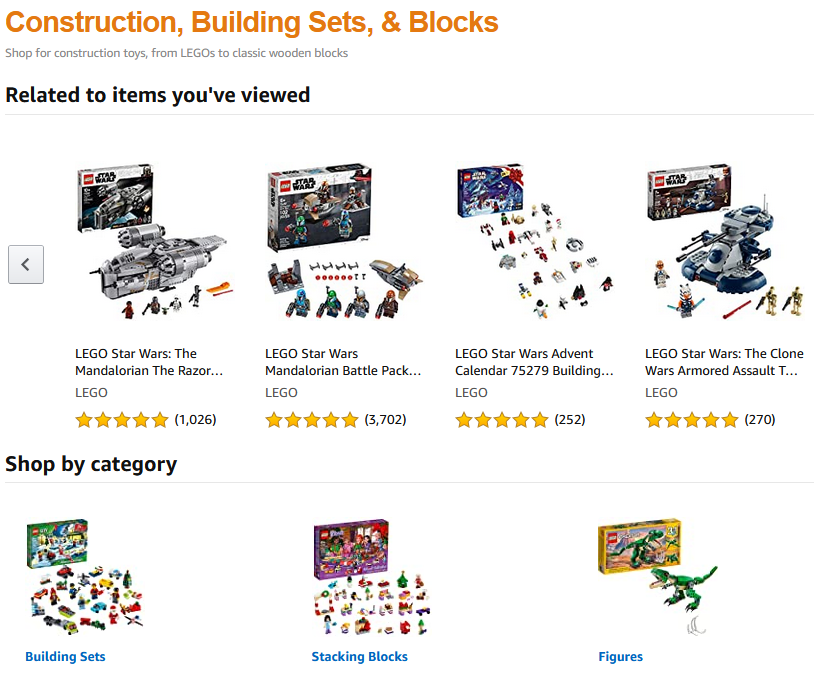 Construction, Building Sets, & Blocks
Shop for construction toys, from LEGOs to classic wooden blocks
Related to items you've viewed
LEGO Star Wars: The
Mandalorian The Razor...
LEGO
(1,026)
LEGO Star Wars
Mandalorian Battle Pack...
LEGO
(3,702)
LEGO Star Wars Advent
Calendar 75279 Building...
LEGO
(252)
LEGO Star Wars: The Clone
Wars Armored Assault T...
LEGO
(270)
Shop by category
Building Sets
Stacking Blocks
Figures